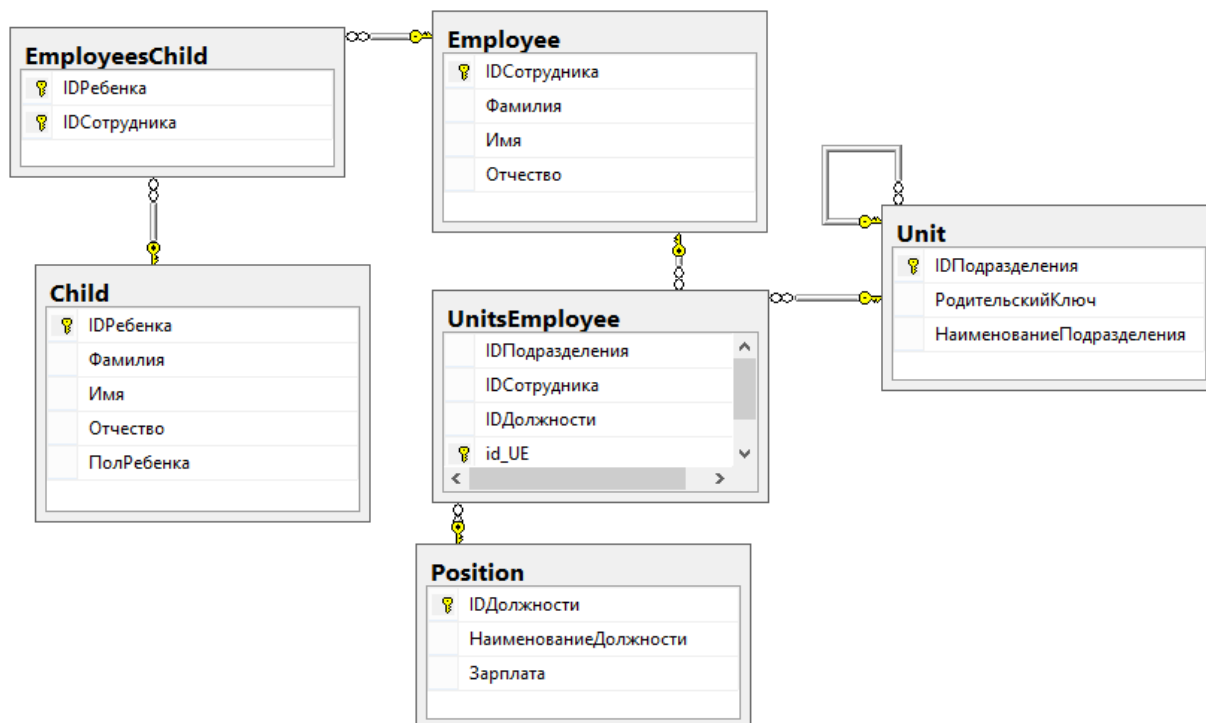 EmployeesChild
IDРебенка
IDСотрудника
Employee
IDСотрудника
Фамилия
Имя
Отчество
Unit
IDПодразделения
РодительскийКлюч
НаименованиеПодразделения
Child
IDРебенка
Фамилия
Имя
Отчество
ПолРебенка
UnitsEmployee
IDПодразделения
IDСотрудника
IDДолжности
id_UE
Position
IDДолжности
НаименованиеДолжности
Зарплата